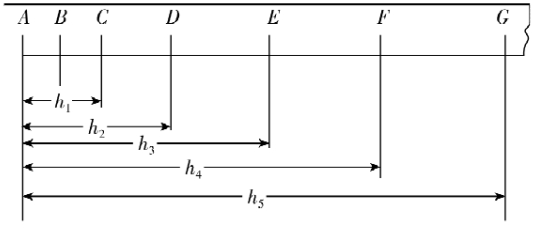 A B C D E F G
h₁
h₂
h₃
h₄
h₅